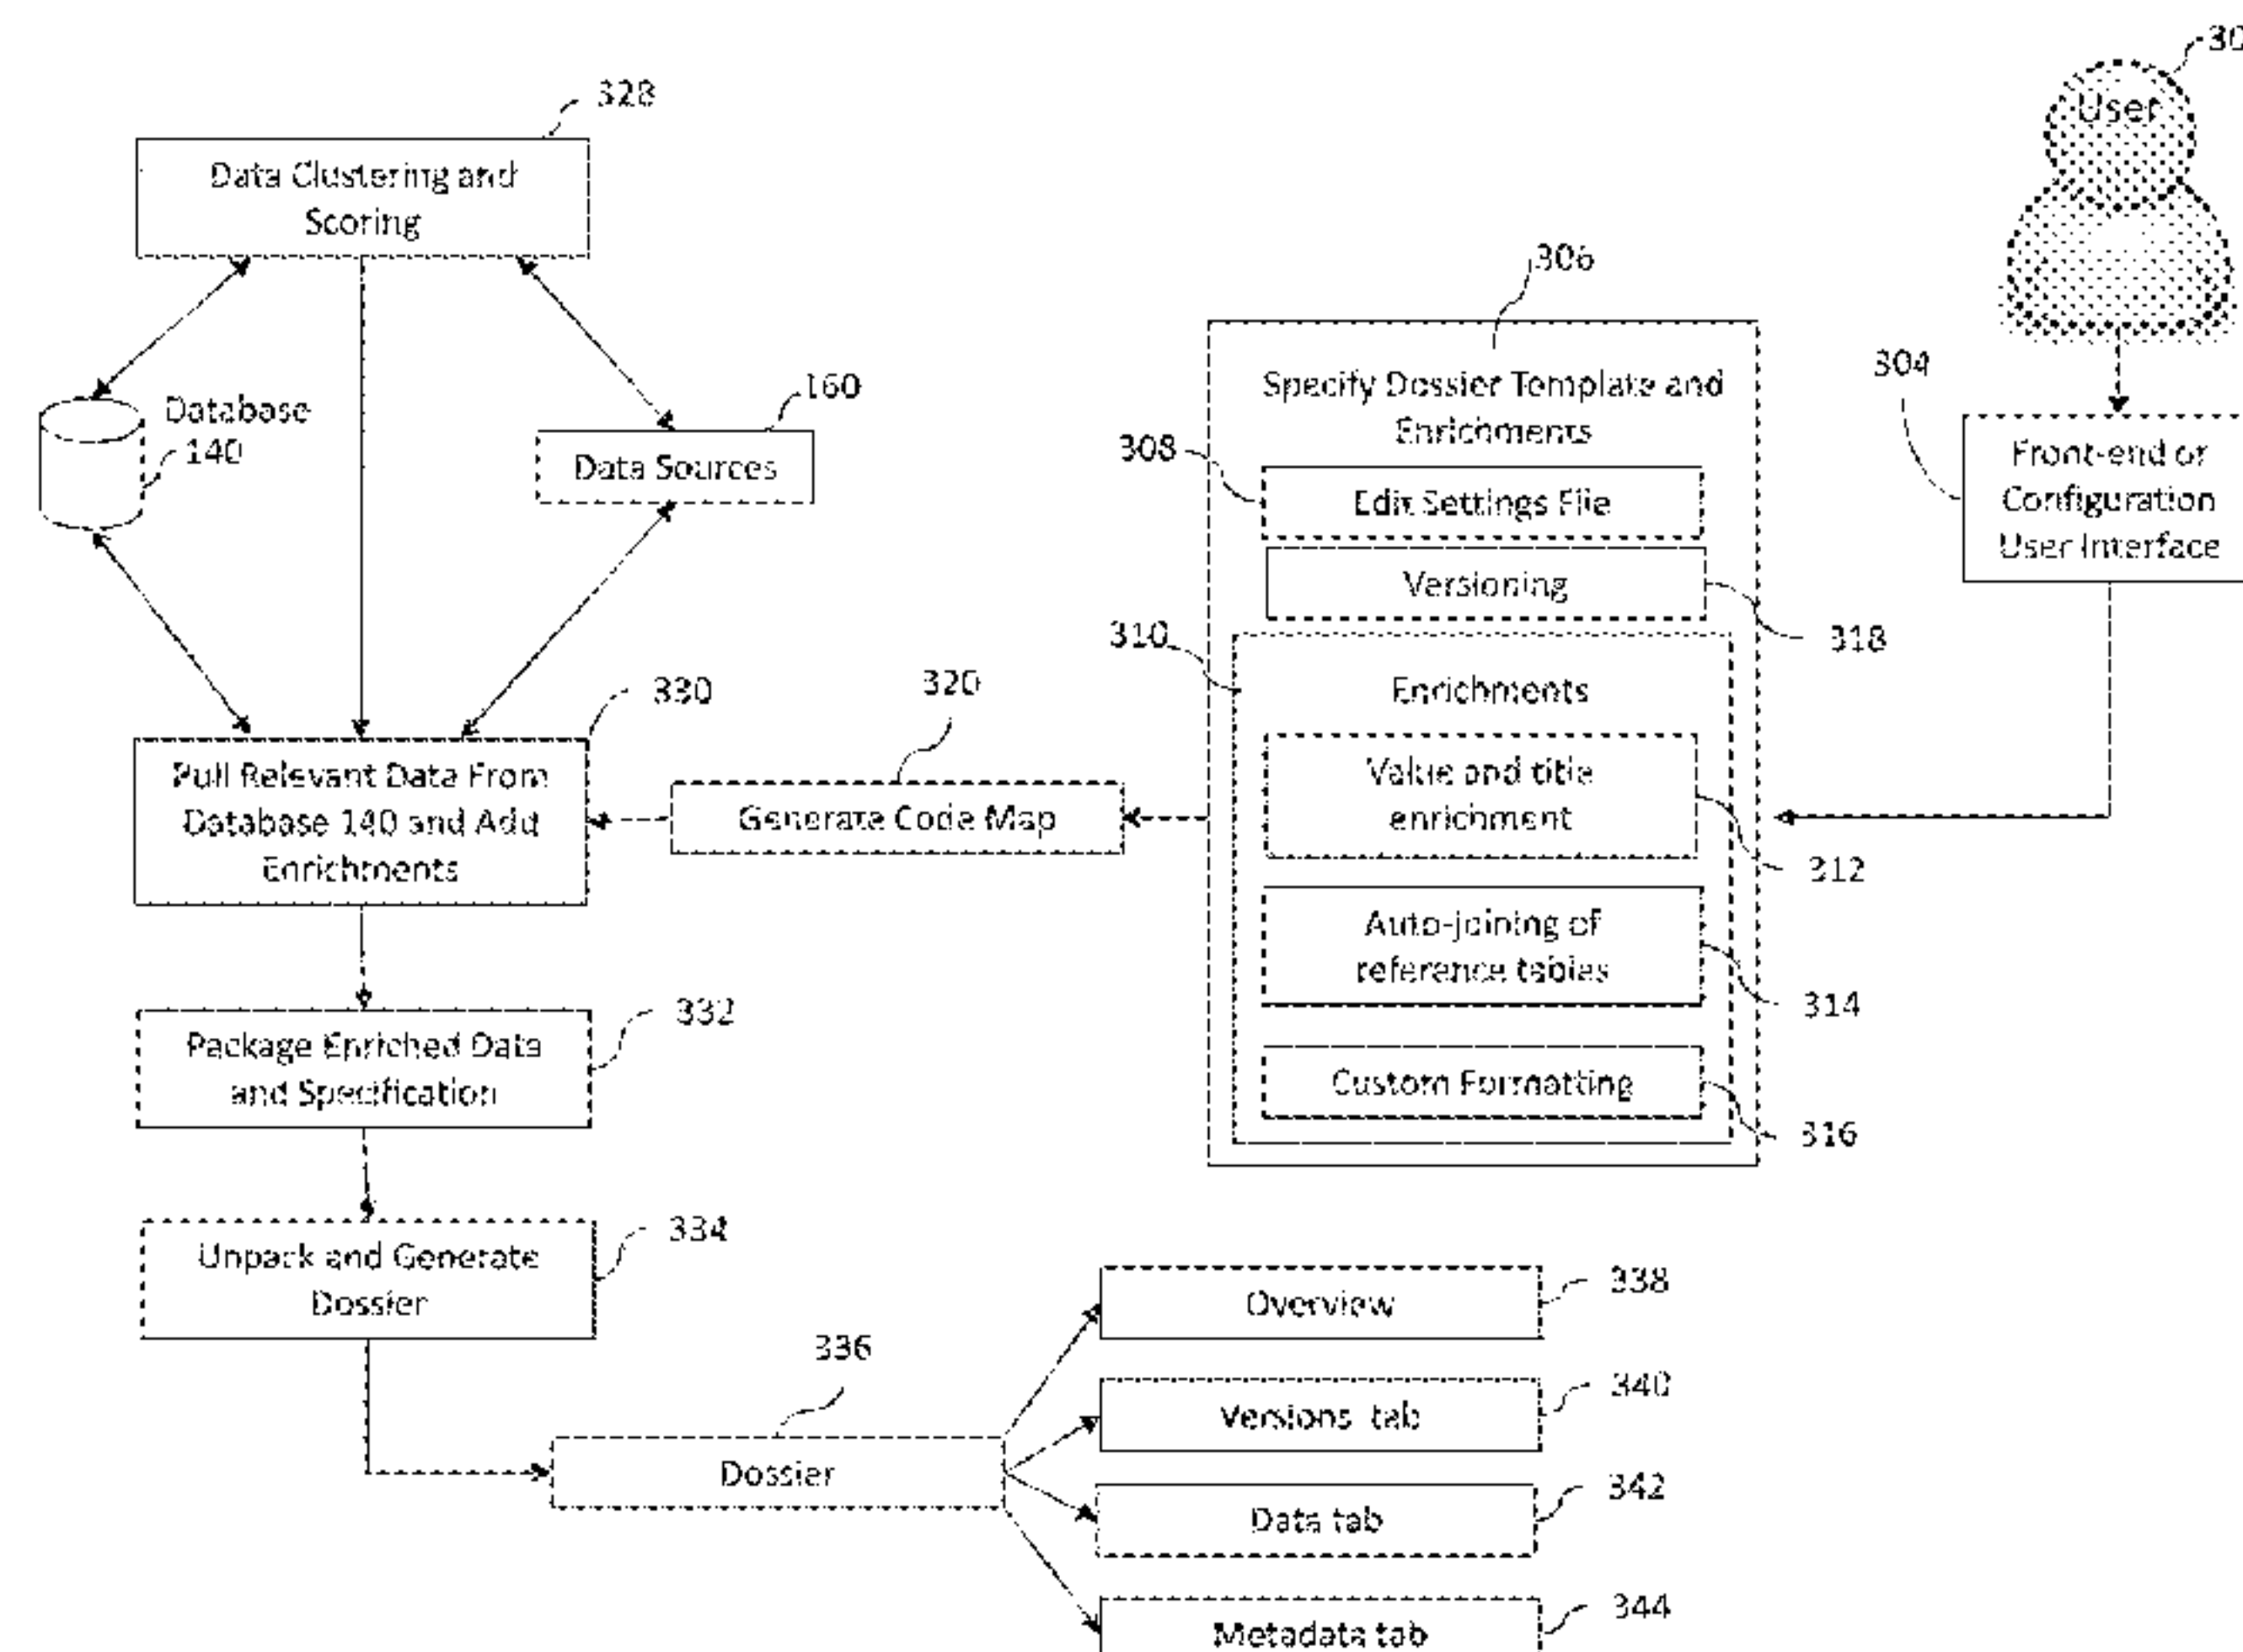 328
Data Clustering and
Scoring
Database
140
160
Data Sources
User
304
Front-end or
Configuration
User Interface
306
Specify Dossier Template and
Enrichments
308
Edit Settings File
Versioning
318
310
Enrichments
Value and title
enrichment
312
Auto-joining of
reference tables
314
Custom Formatting
316
320
Generate Code Map
330
Pull Relevant Data From
Database 140 and Add
Enrichments
332
Package Enriched Data
and Specification
334
Unpack and Generate
Dossier
336
Dossier
338
Overview
340
Versions tab
342
Data tab
344
Metadata tab